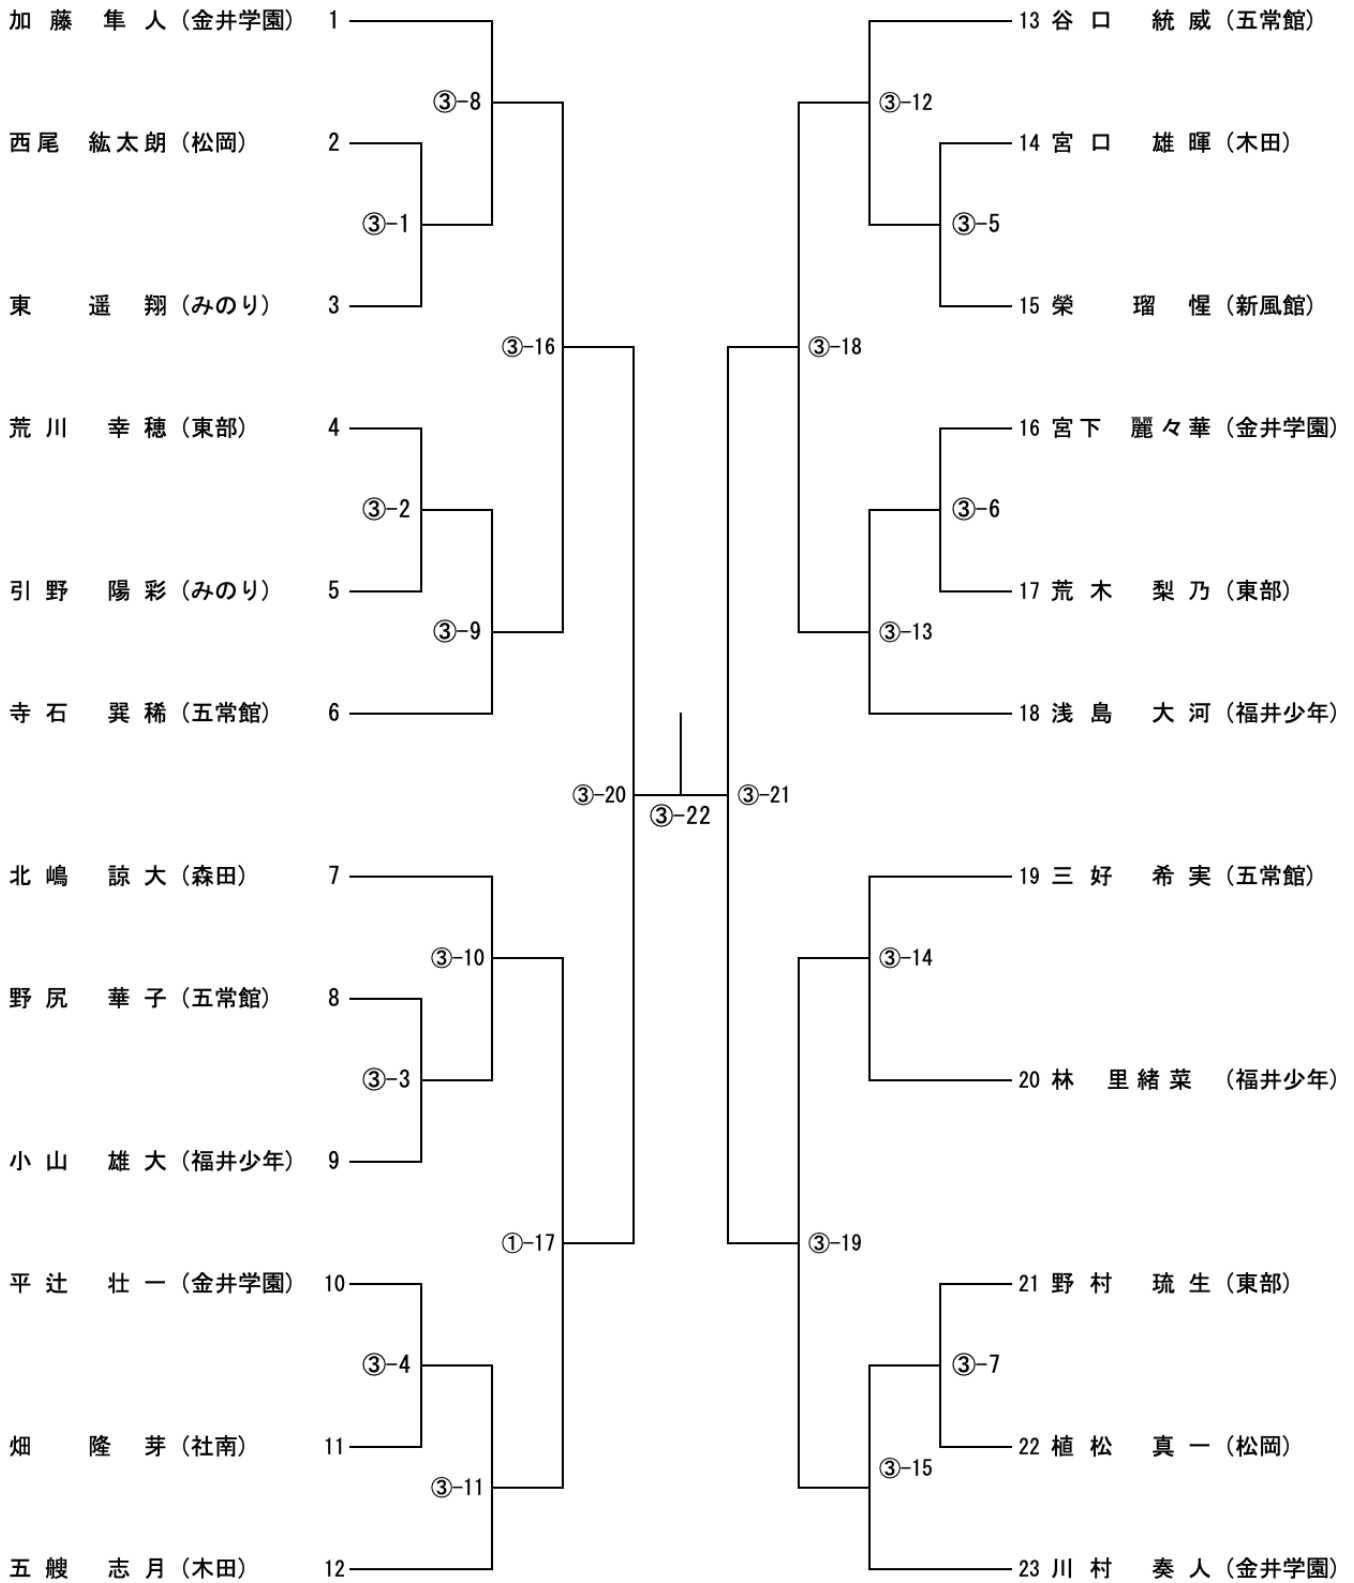 加藤 隼人（金井学園） 1
③-8
西尾 紘太朗（松岡） 2
③-1
東 遥翔（みのり） 3
③-16
荒川 幸穂（東部） 4
③-2
引野 陽彩（みのり） 5
③-9
寺石 巽稀（五常館） 6
③-20
北嶋 諒大（森田） 7
③-10
野尻 華子（五常館） 8
③-3
小山 雄大（福井少年） 9
①-17
平辻 壮一（金井学園） 10
③-4
畑 隆芽（社南） 11
③-11
五艘 志月（木田） 12
③-22
13 谷口 統威（五常館）
③-12
14 宮口 雄暉（木田）
③-5
15 榮 瑠惺（新風館）
③-18
16 宮下 麗々華（金井学園）
③-6
17 荒木 梨乃（東部）
③-13
18 浅島 大河（福井少年）
③-21
19 三好 希実（五常館）
③-14
20 林 里緒菜（福井少年）
③-19
21 野村 琉生（東部）
③-7
22 植松 真一（松岡）
③-15
23 川村 奏人（金井学園）